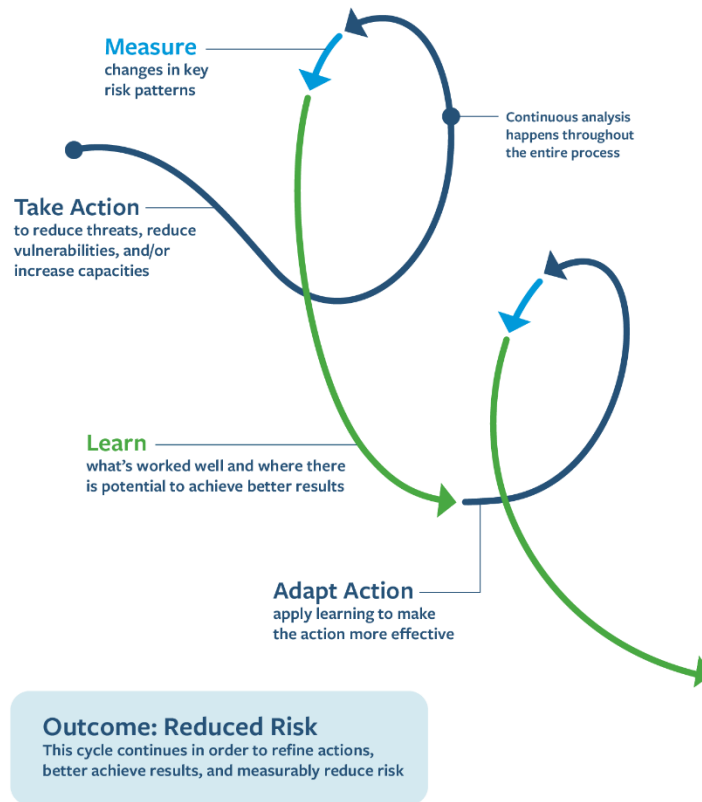 Measure
changes in key
risk patterns
Continuous analysis
happens throughout
the entire process
Take Action
to reduce threats, reduce
vulnerabilities, and/or
increase capacities
Learn
what's worked well and where there
is potential to achieve better results
Adapt Action
apply learning to make
the action more effective
Outcome: Reduced Risk
This cycle continues in order to refine actions,
better achieve results, and measurably reduce risk